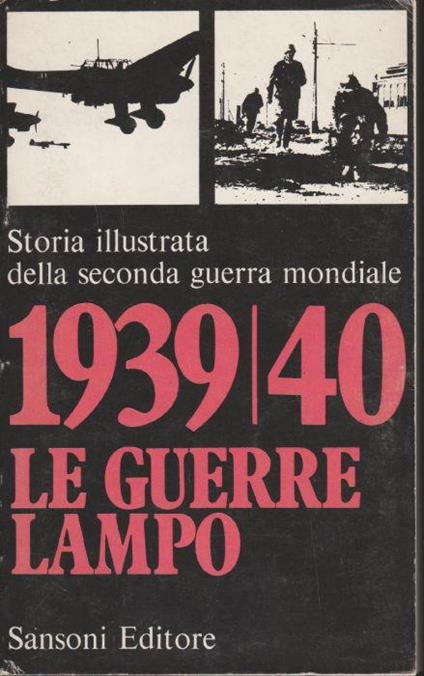 Storia illustrata
della seconda guerra mondiale
1939|40
LE GUERRE
LAMPO
Sansoni Editore